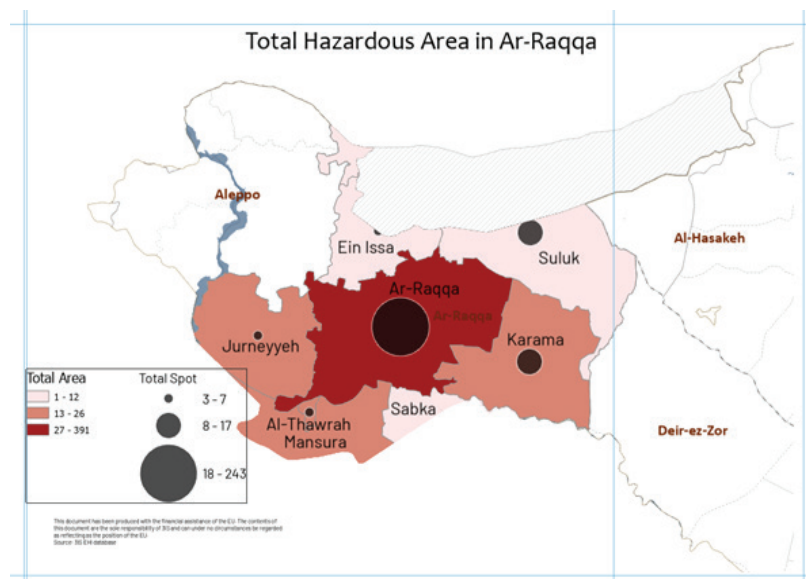 Total Hazardous Area in Ar-Raqqa
Aleppo
Al-Hasakeh
Ein Issa
Suluk
Ar-Raqqa
Ar-Raqqa
Karama
Jurneyyeh
Sabka
Al-Thawrah
Mansura
Deir-ez-Zor
Total Area
1 - 12
13 - 26
27 - 391
Total Spot
3 - 7
8 - 17
18 - 243
This document has been produced with the financial assistance of the EU. The contents of
this document are the sole responsibility of and can under no circumstances be regarded
as reflecting as the position of the EU
Source: database